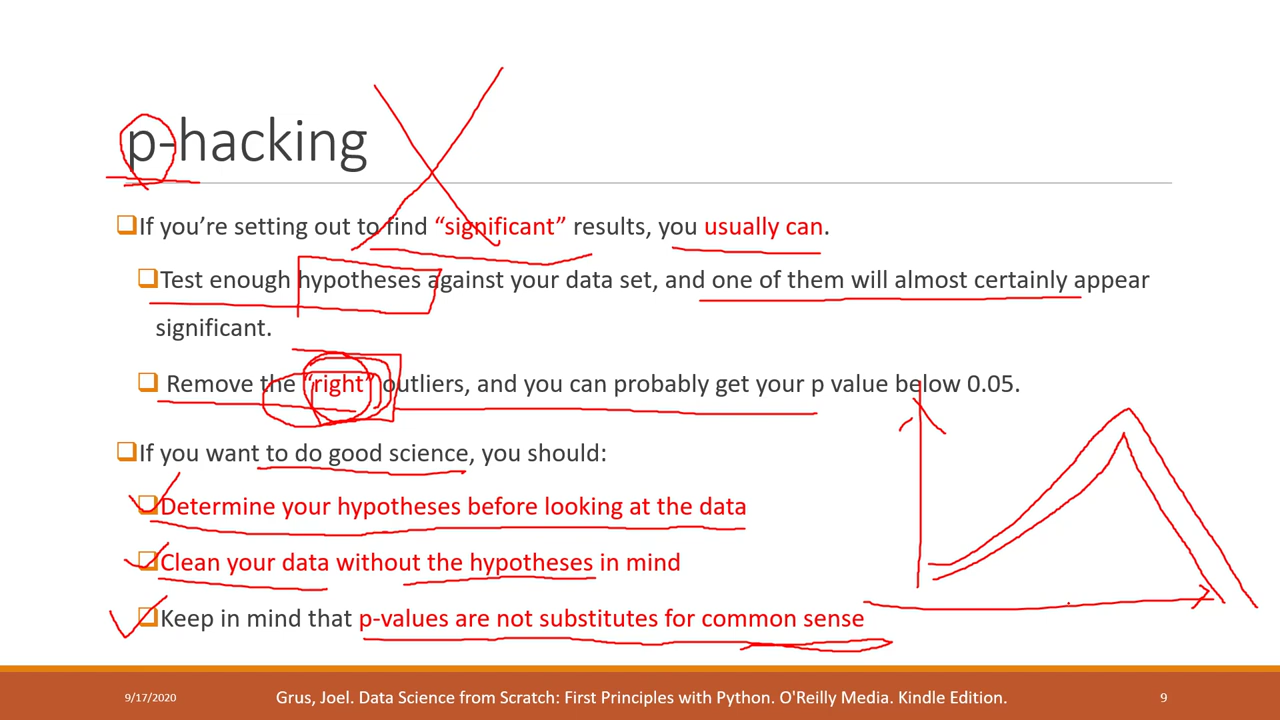 p-hacking
If you’re setting out to find “significant” results, you usually can.
Test enough hypotheses against your data set, and one of them will almost certainly appear
significant.
Remove the “right” outliers, and you can probably get your p value below 0.05.
If you want to do good science, you should:
Determine your hypotheses before looking at the data
Clean your data without the hypotheses in mind
Keep in mind that p-values are not substitutes for common sense
9/17/2020
Grus, Joel. Data Science from Scratch: First Principles with Python. O'Reilly Media. Kindle Edition.
9